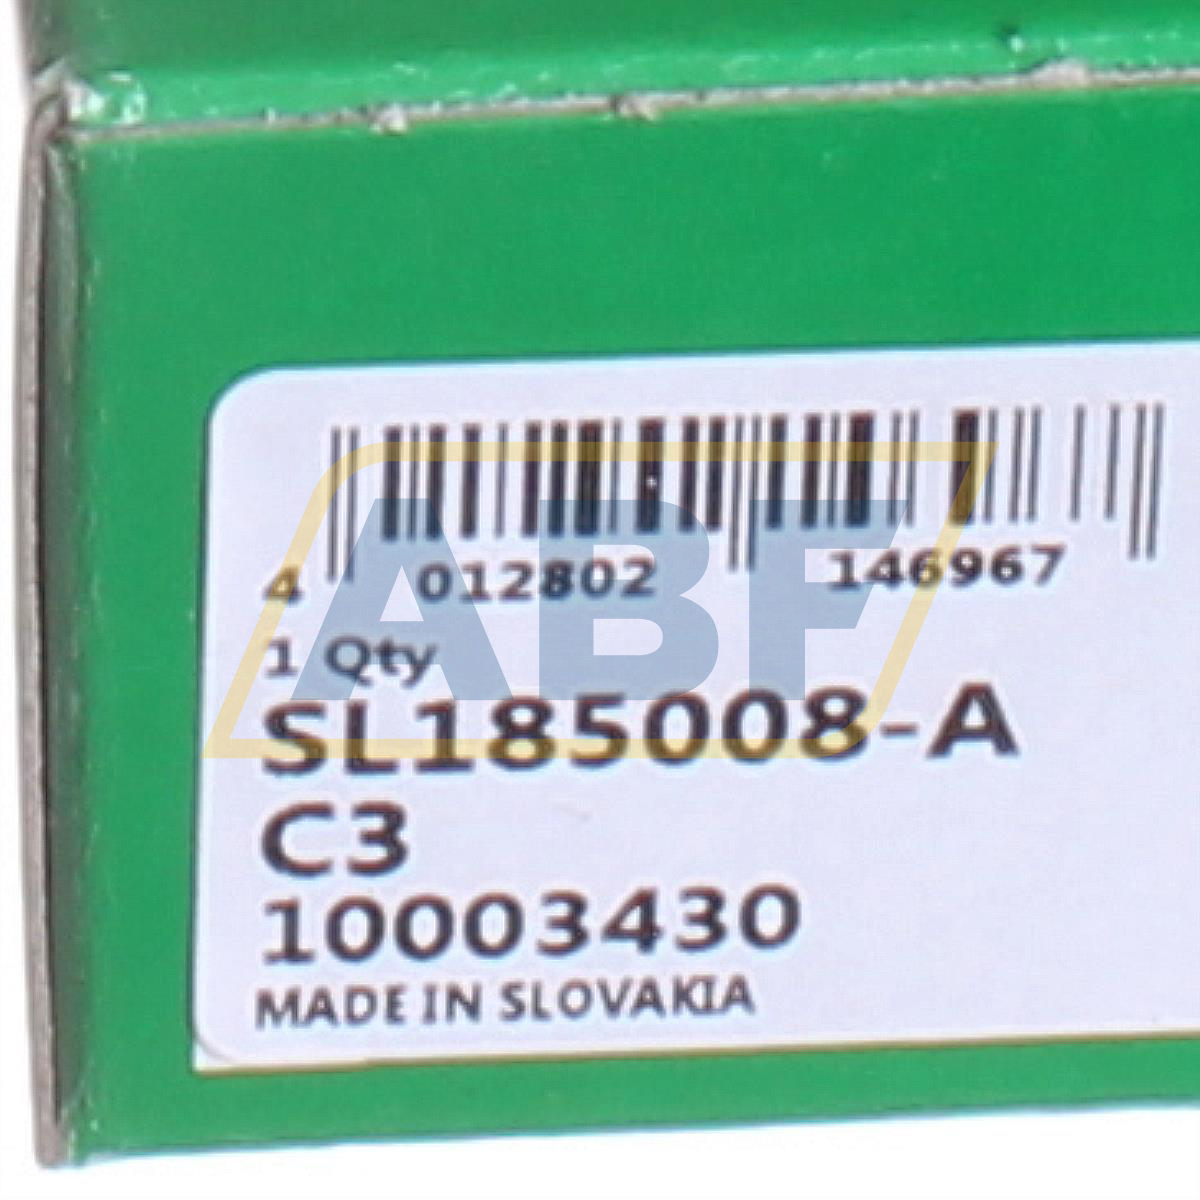 4 012802 146967
1 Qty
SL185008-A
C3
10003430
MADE IN SLOVAKIA
ABF